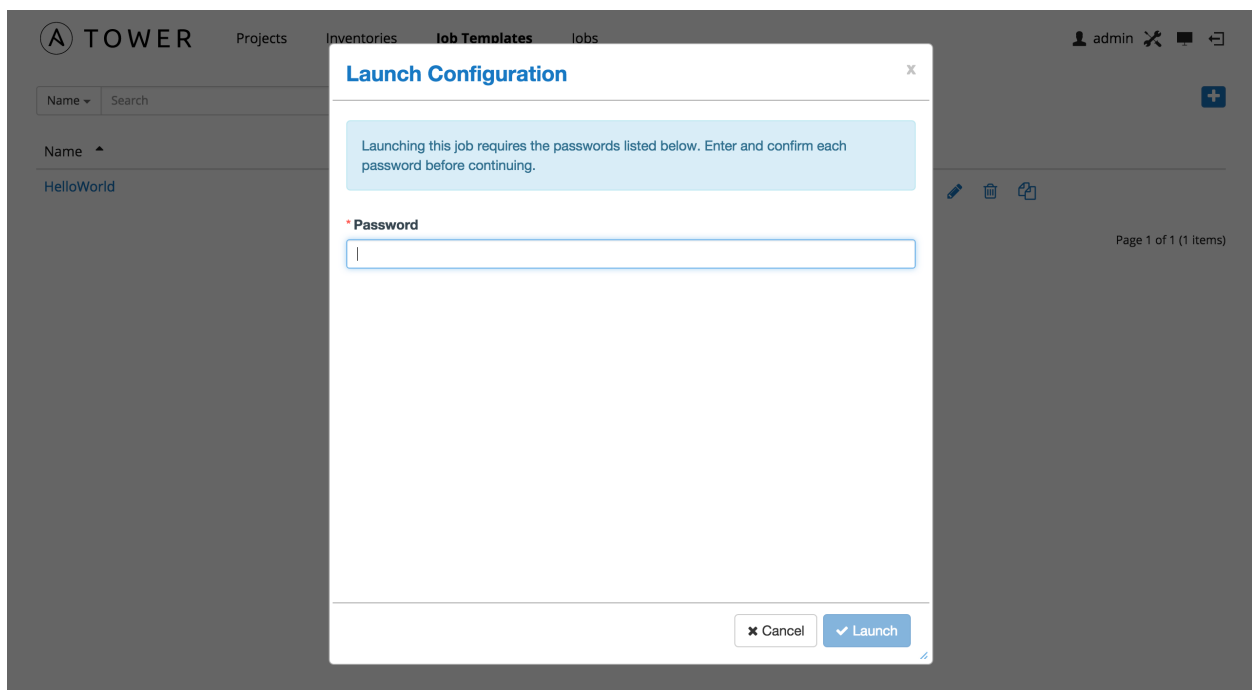 A TOWER Projects Inventories Job Templates Jobs admin
Launch Configuration x
Name Search
Launching this job requires the passwords listed below. Enter and confirm each
password before continuing.
Name
HelloWorld
* Password
Page 1 of 1 (1 items)
Cancel Launch